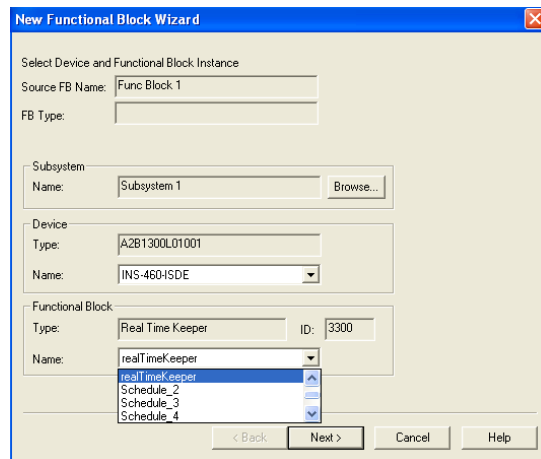 New Functional Block Wizard
Select Device and Functional Block Instance
Source FB Name: Func Block 1
FB Type:
Subsystem
Name: Subsystem 1 Browse...
Device
Type: A2B1300L01001
Name: INS-460-ISDE
Functional Block
Type: Real Time Keeper ID: 3300
Name: realTimeKeeper
realTimeKeeper
Schedule_2
Schedule_3
Schedule_4
< Back Next > Cancel Help